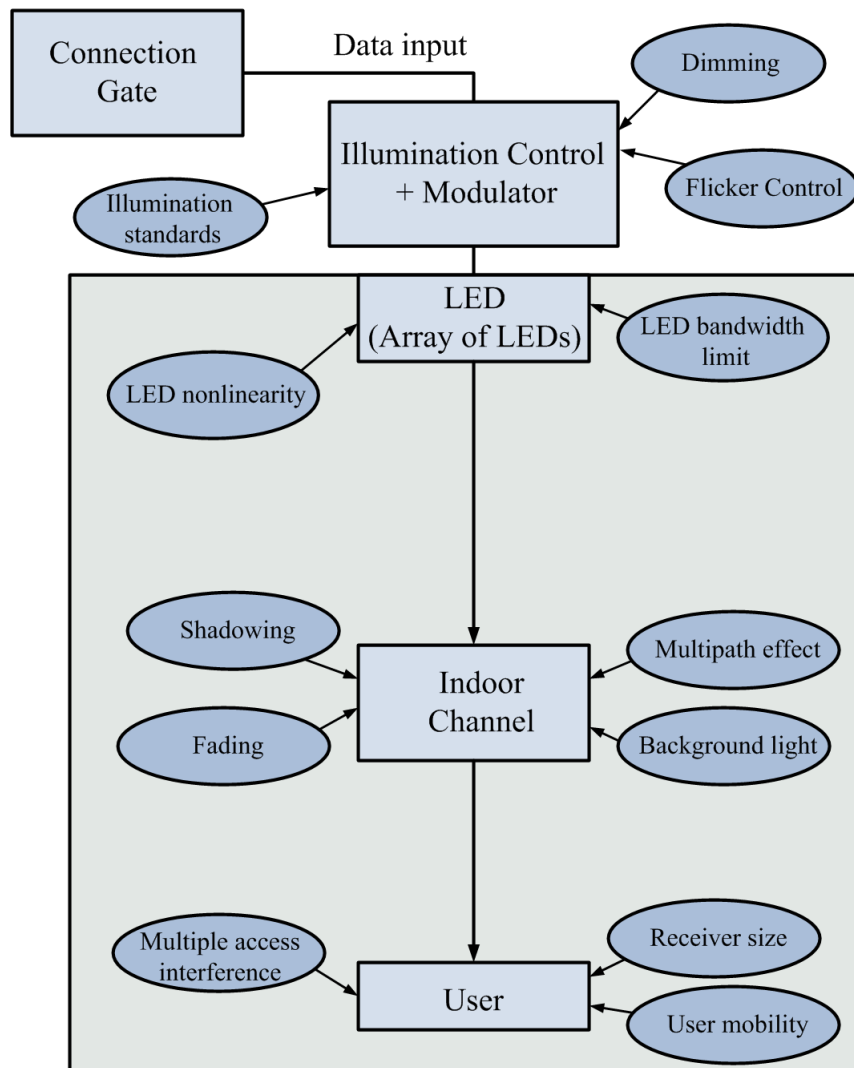 Connection
Gate
Data input
Dimming
Illumination Control
+ Modulator
Flicker Control
Illumination
standards
LED
(Array of LEDs)
LED bandwidth
limit
LED nonlinearity
Shadowing
Multipath effect
Indoor
Channel
Fading
Background light
Multiple access
interference
Receiver size
User
User mobility